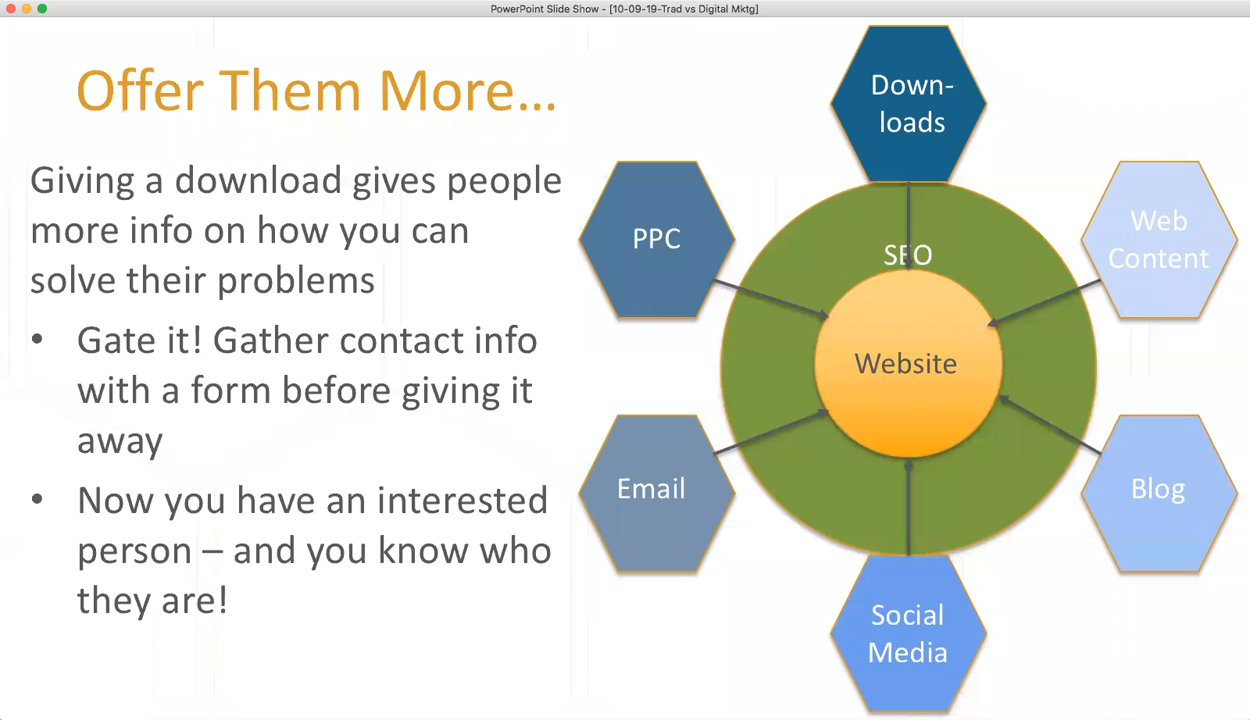 PowerPoint Slide Show - [10-09-19-Trad vs Digital Mktg]
Offer Them More...
Giving a download gives people
more info on how you can
solve their problems
• Gate it! Gather contact info
with a form before giving it
away
• Now you have an interested
person – and you know who
they are!
Down-
loads
PPC
Web
Content
SEO
Website
Email
Blog
Social
Media